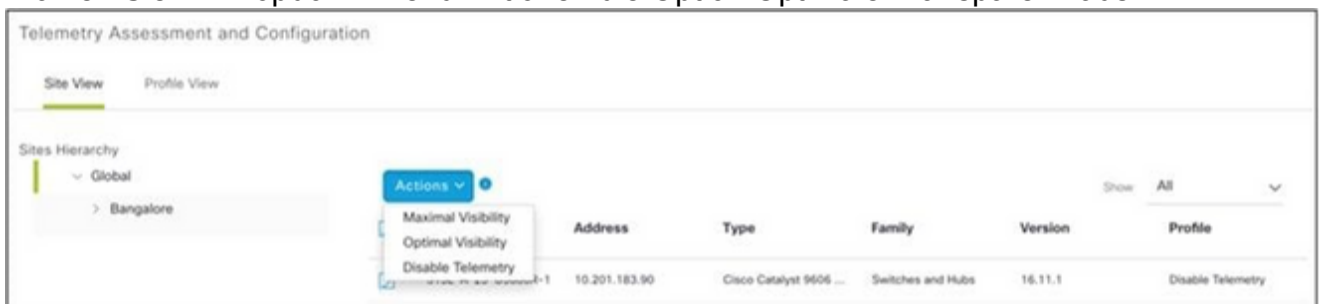 Telemetry Assessment and Configuration
Site View Profile View
Sites Hierarchy
Global
Bangalore
Actions
Show All
Maximal Visibility
Optimal Visibility
Disable Telemetry
Address Type Family Version Profile
10.201.183.90 Cisco Catalyst 9606 ... Switches and Hubs 16.11.1 Disable Telemetry